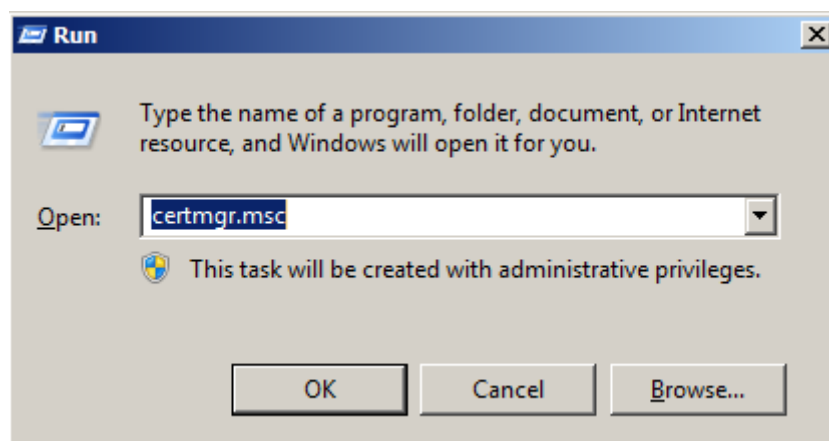 Run
Type the name of a program, folder, document, or Internet
resource, and Windows will open it for you.
Open: certmgr.msc
This task will be created with administrative privileges.
OK Cancel Browse...